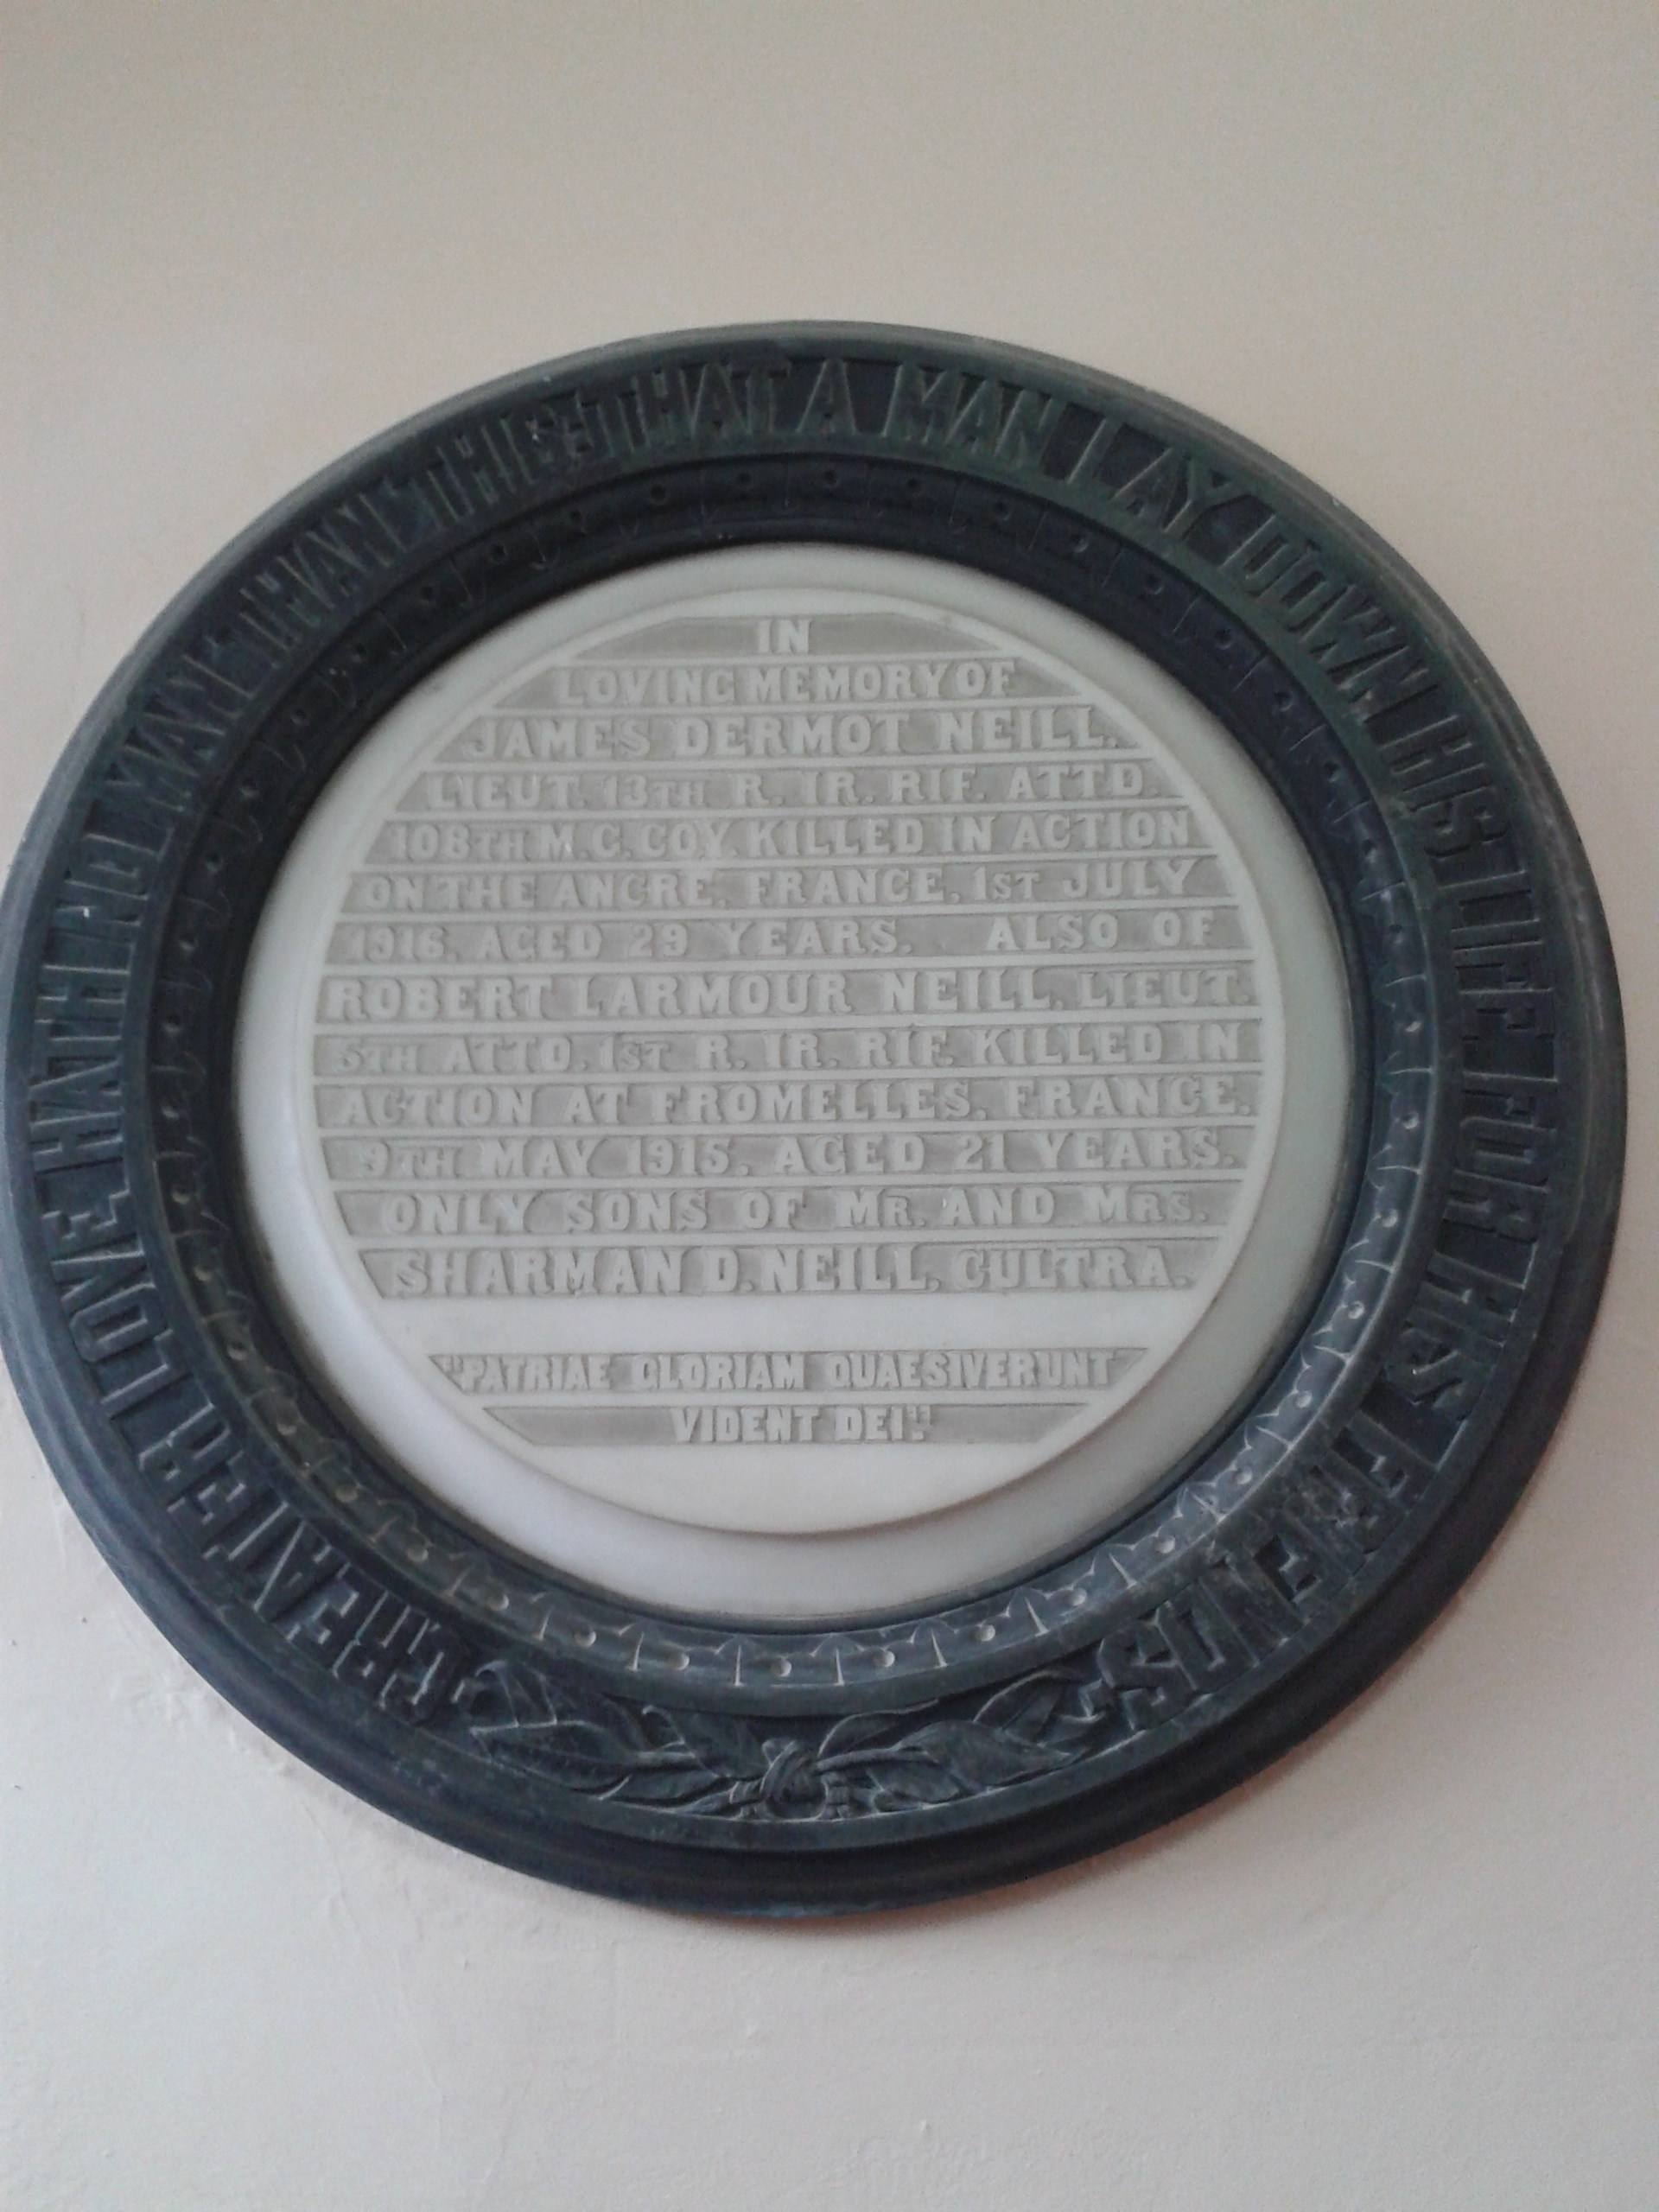 GREATER LOVE HATH NO MAN THAN THIS THAT A MAN LAY DOWN HIS LIFE FOR HIS FRIENDS
IN
LOVING MEMORY OF
JAMES DERMOT NEILL.
LIEUT. 13TH R. IR. RIF. ATTD.
108TH M.G. COY. KILLED IN ACTION
ON THE ANCRE, FRANCE, 1ST JULY
1916, AGED 29 YEARS. ALSO OF
ROBERT LARMOUR NEILL, LIEUT.
5TH ATTD. 1ST R. IR. RIF. KILLED IN
ACTION AT FROMELLES, FRANCE,
9TH MAY 1915, AGED 21 YEARS.
ONLY SONS OF MR. AND MRS.
SHARMAN D. NEILL, CULTRA.
"PATRIAE GLORIAM QUAESIVERUNT
VIDENT DEI."